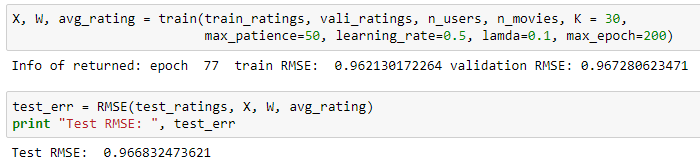 X, W, avg_rating = train(train_ratings, vali_ratings, n_users, n_movies, K = 30,
max_patience=50, learning_rate=0.5, lamda=0.1, max_epoch=200)
Info of returned: epoch  77  train RMSE:  0.962130172264 validation RMSE: 0.967280623471
test_err = RMSE(test_ratings, X, W, avg_rating)
print "Test RMSE: ", test_err
Test RMSE:  0.966832473621